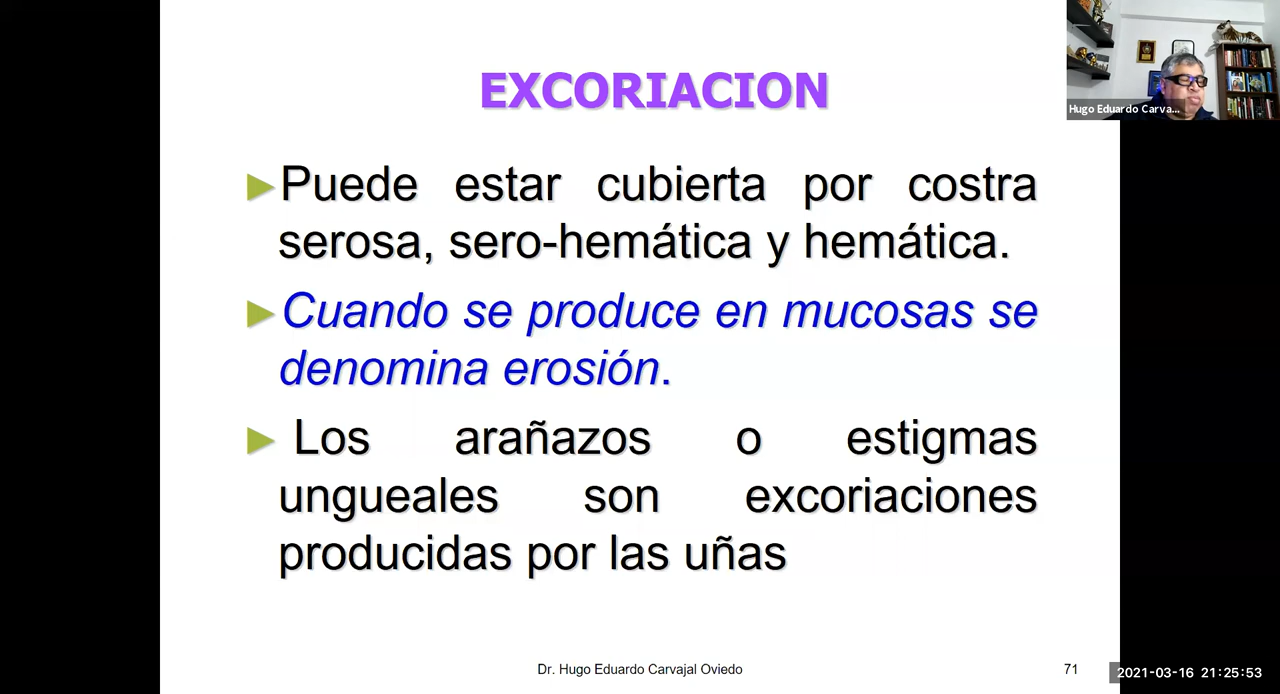 EXCORIACION
Hugo Eduardo Carva...
►Puede estar cubierta por costra
serosa, sero-hemática y hemática.
►Cuando se produce en mucosas se
denomina erosión.
► Los arañazos o estigmas
ungueales son excoriaciones
producidas por las uñas
Dr. Hugo Eduardo Carvajal Oviedo
71
2021-03-16 21:25:53